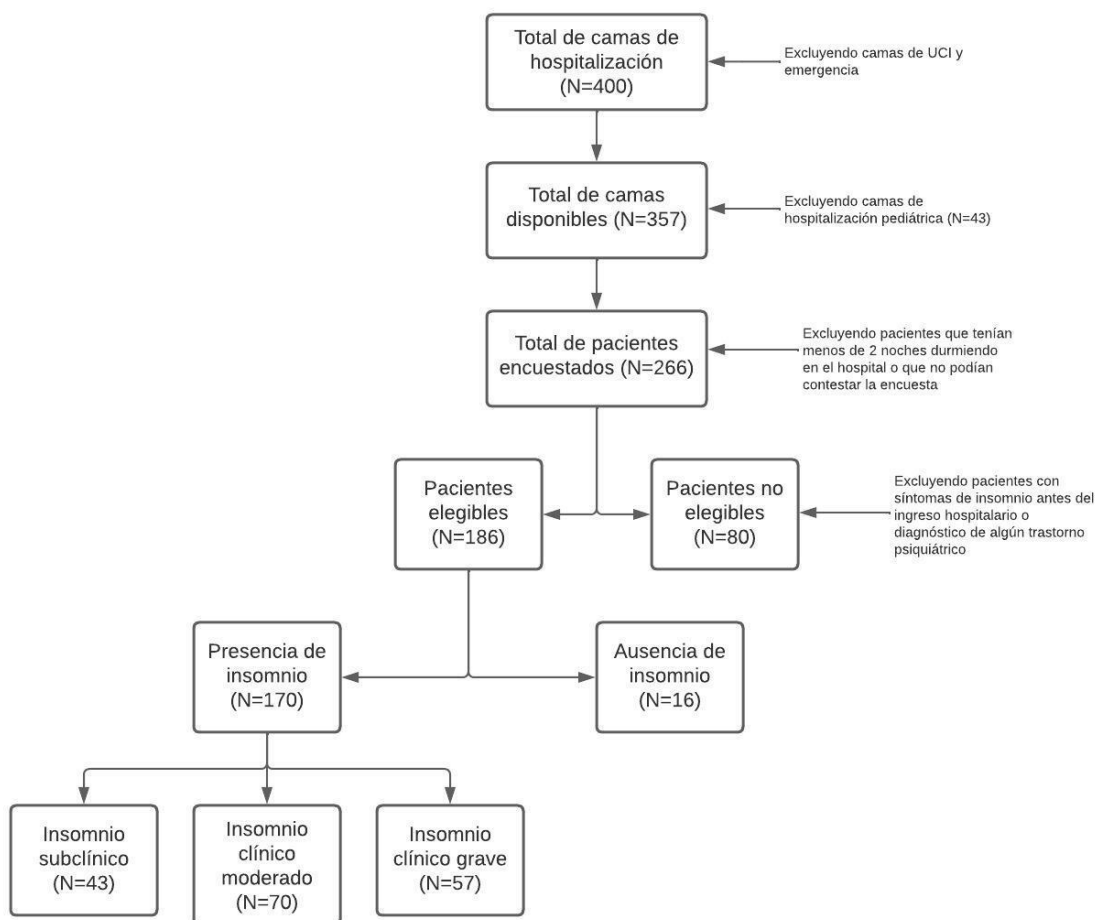 Total de camas de
hospitalización
(N=400)
Excluyendo camas de UCI y
emergencia
Total de camas
disponibles (N=357)
Excluyendo camas de
hospitalización pediátrica (N=43)
Total de pacientes
encuestados (N=266)
Excluyendo pacientes que tenían
menos de 2 noches durmiendo
en el hospital o que no podían
contestar la encuesta
Pacientes
elegibles
(N=186)
Pacientes no
elegibles
(N=80)
Excluyendo pacientes con
síntomas de insomnio antes del
ingreso hospitalario o
diagnóstico de algún trastorno
psiquiátrico
Presencia de
insomnio
(N=170)
Ausencia de
insomnio
(N=16)
Insomnio
subclínico
(N=43)
Insomnio
clínico
moderado
(N=70)
Insomnio
clínico grave
(N=57)